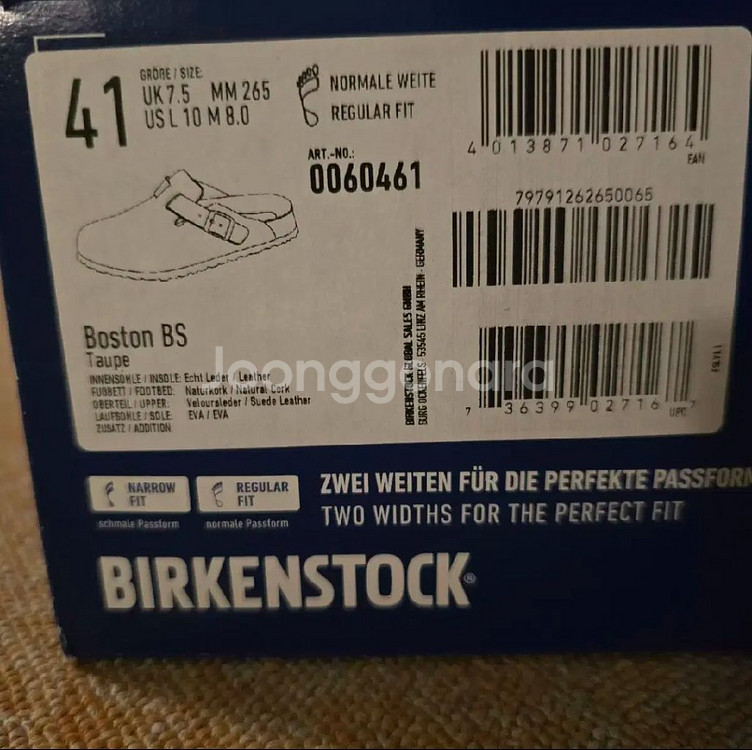 41
GRÖßE / SIZE:
UK 7.5 MM 265
US L 10 M 8.0
NORMALE WEITE
REGULAR FIT
ART.-NO.:
0060461
4 013871 027164
EAN
79791262650065
Boston BS
Taupe
INNENSOHLE / INSOLE: Echt Leder / Leather
FUßBETT / FOOTBED: Naturkork / Natural Cork
OBERTEIL / UPPER: Veloursleder / Suede Leather
LAUFSOHLE / SOLE: EVA / EVA
ZUSATZ / ADDITION:
BIRKENSTOCK GLOBAL SALES GMBH
BURG OCKENFELS · 53545 LINZ AM RHEIN · GERMANY
7 36399 02716 7
UPC
loonggonara
NARROW
FIT
schmale Passform
REGULAR
FIT
normale Passform
ZWEI WEITEN FÜR DIE PERFEKTE PASSFORM
TWO WIDTHS FOR THE PERFECT FIT
BIRKENSTOCK®